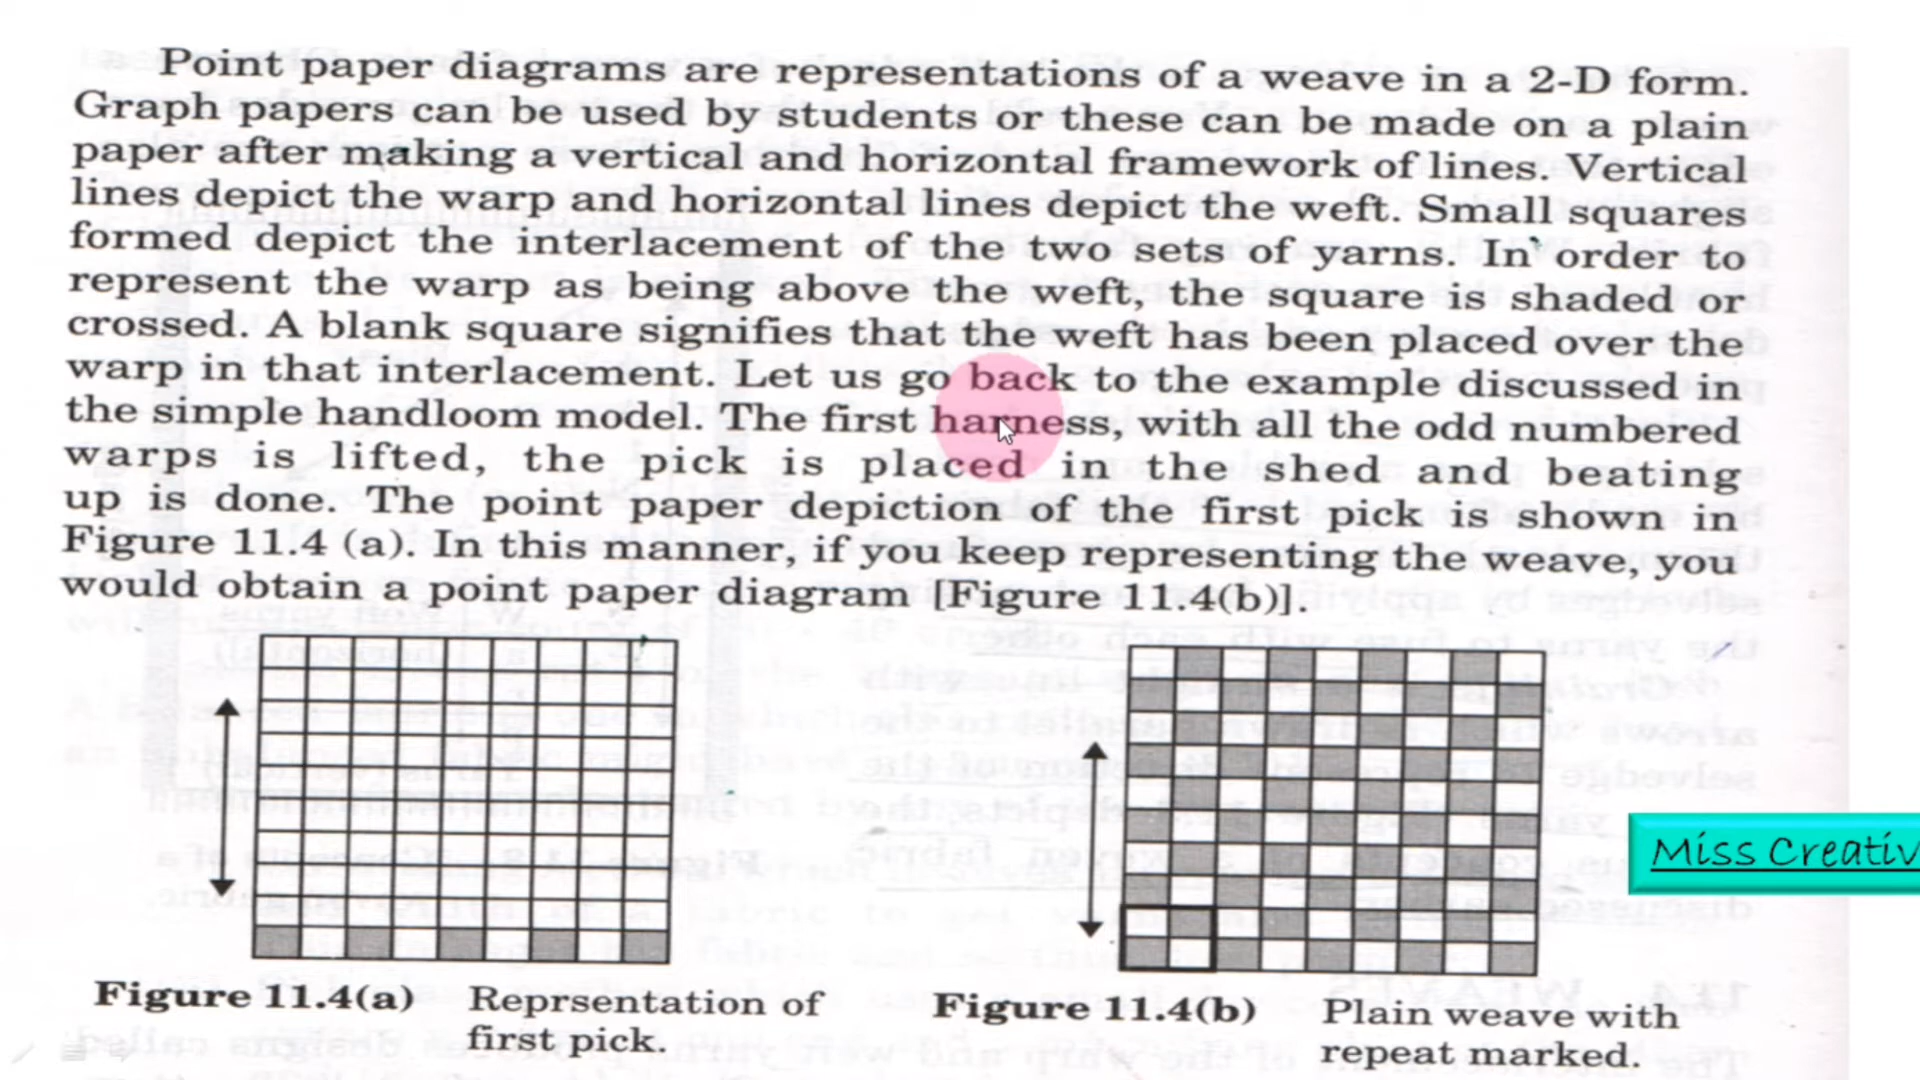 Point paper diagrams are representations of a weave in a 2-D form.
Graph papers can be used by students or these can be made on a plain
paper after making a vertical and horizontal framework of lines. Vertical
lines depict the warp and horizontal lines depict the weft. Small squares
formed depict the interlacement of the two sets of yarns. In order to
represent the warp as being above the weft, the square is shaded or
crossed. A blank square signifies that the weft has been placed over the
warp in that interlacement. Let us go back to the example discussed in
the simple handloom model. The first harness, with all the odd numbered
warps is lifted, the pick is placed in the shed and beating
up is done. The point paper depiction of the first pick is shown in
Figure 11.4 (a). In this manner, if you keep representing the weave, you
would obtain a point paper diagram [Figure 11.4(b)].
Miss Creativ
Figure 11.4(a) Reprsentation of
first pick.
Figure 11.4(b) Plain weave with
repeat marked.